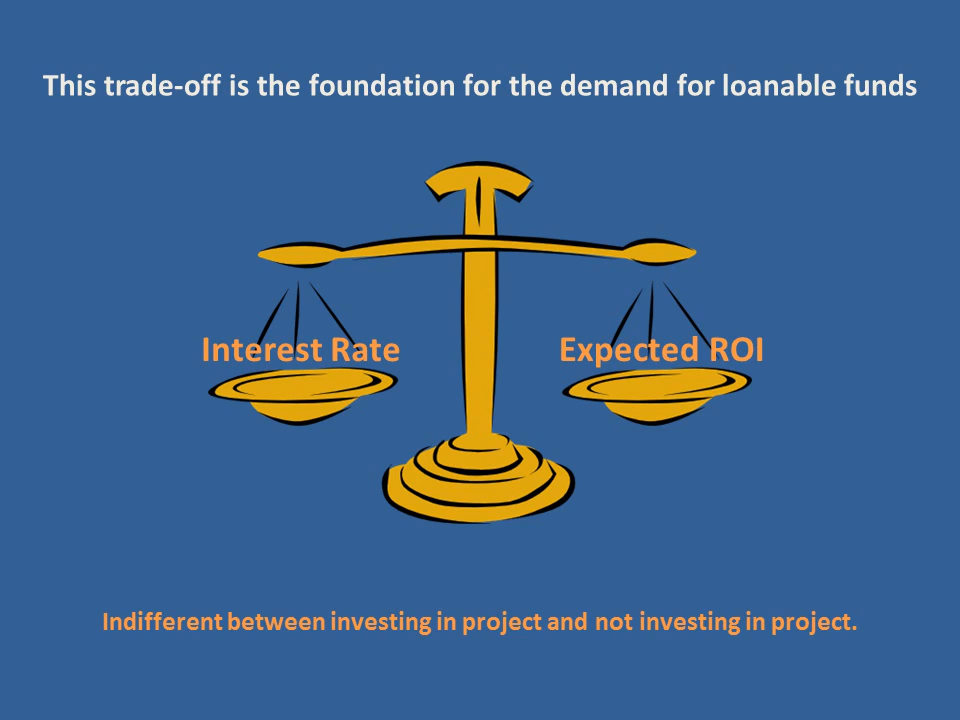 This trade-off is the foundation for the demand for loanable funds
Interest Rate
Expected ROI
Indifferent between investing in project and not investing in project.